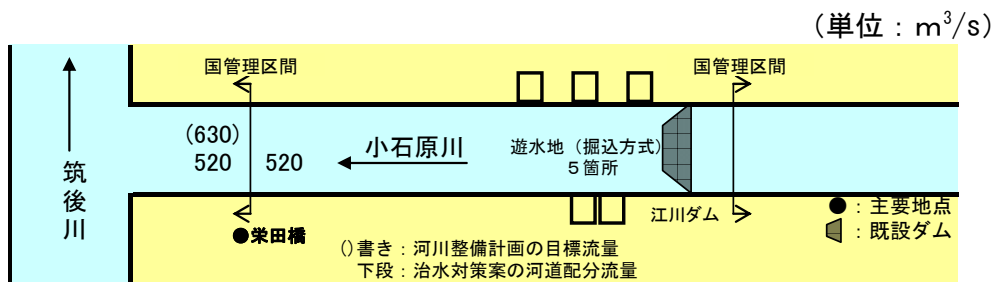 (単位：m³/s)
国管理区間
国管理区間
(630)
520
520
小石原川
遊水地（掘込方式）
５箇所
筑後川
江川ダム
●：主要地点
：既設ダム
●栄田橋
()書き：河川整備計画の目標流量
下段：治水対策案の河道配分流量